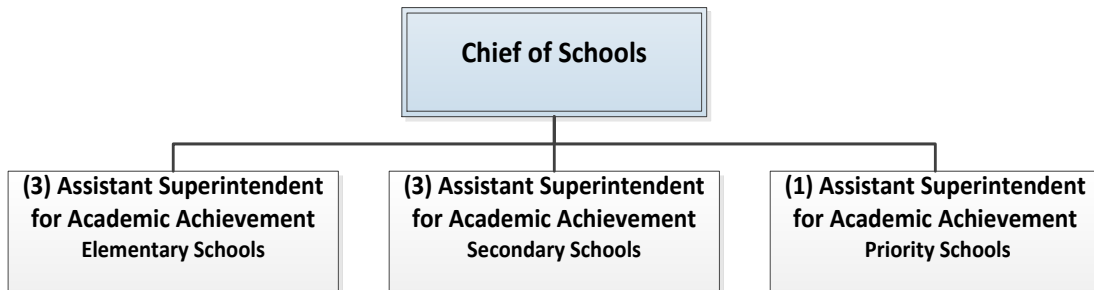 Chief of Schools
(3) Assistant Superintendent
for Academic Achievement
Elementary Schools
(3) Assistant Superintendent
for Academic Achievement
Secondary Schools
(1) Assistant Superintendent
for Academic Achievement
Priority Schools